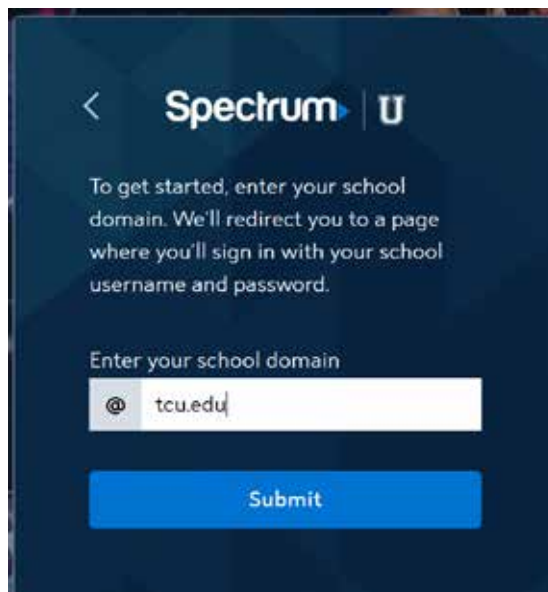 Spectrum U
To get started, enter your school
domain. We'll redirect you to a page
where you'll sign in with your school
username and password.
Enter your school domain
@ tcu.edu
Submit